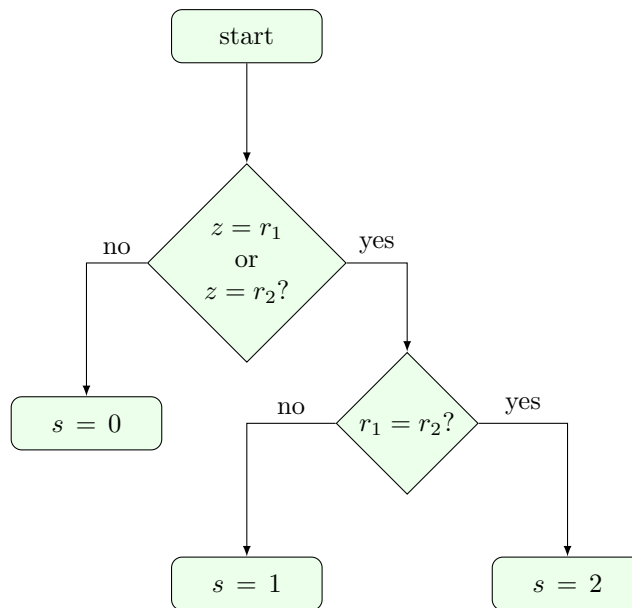 start
z = r₁
or
z = r₂?
no
yes
s = 0
r₁ = r₂?
no
yes
s = 1
s = 2